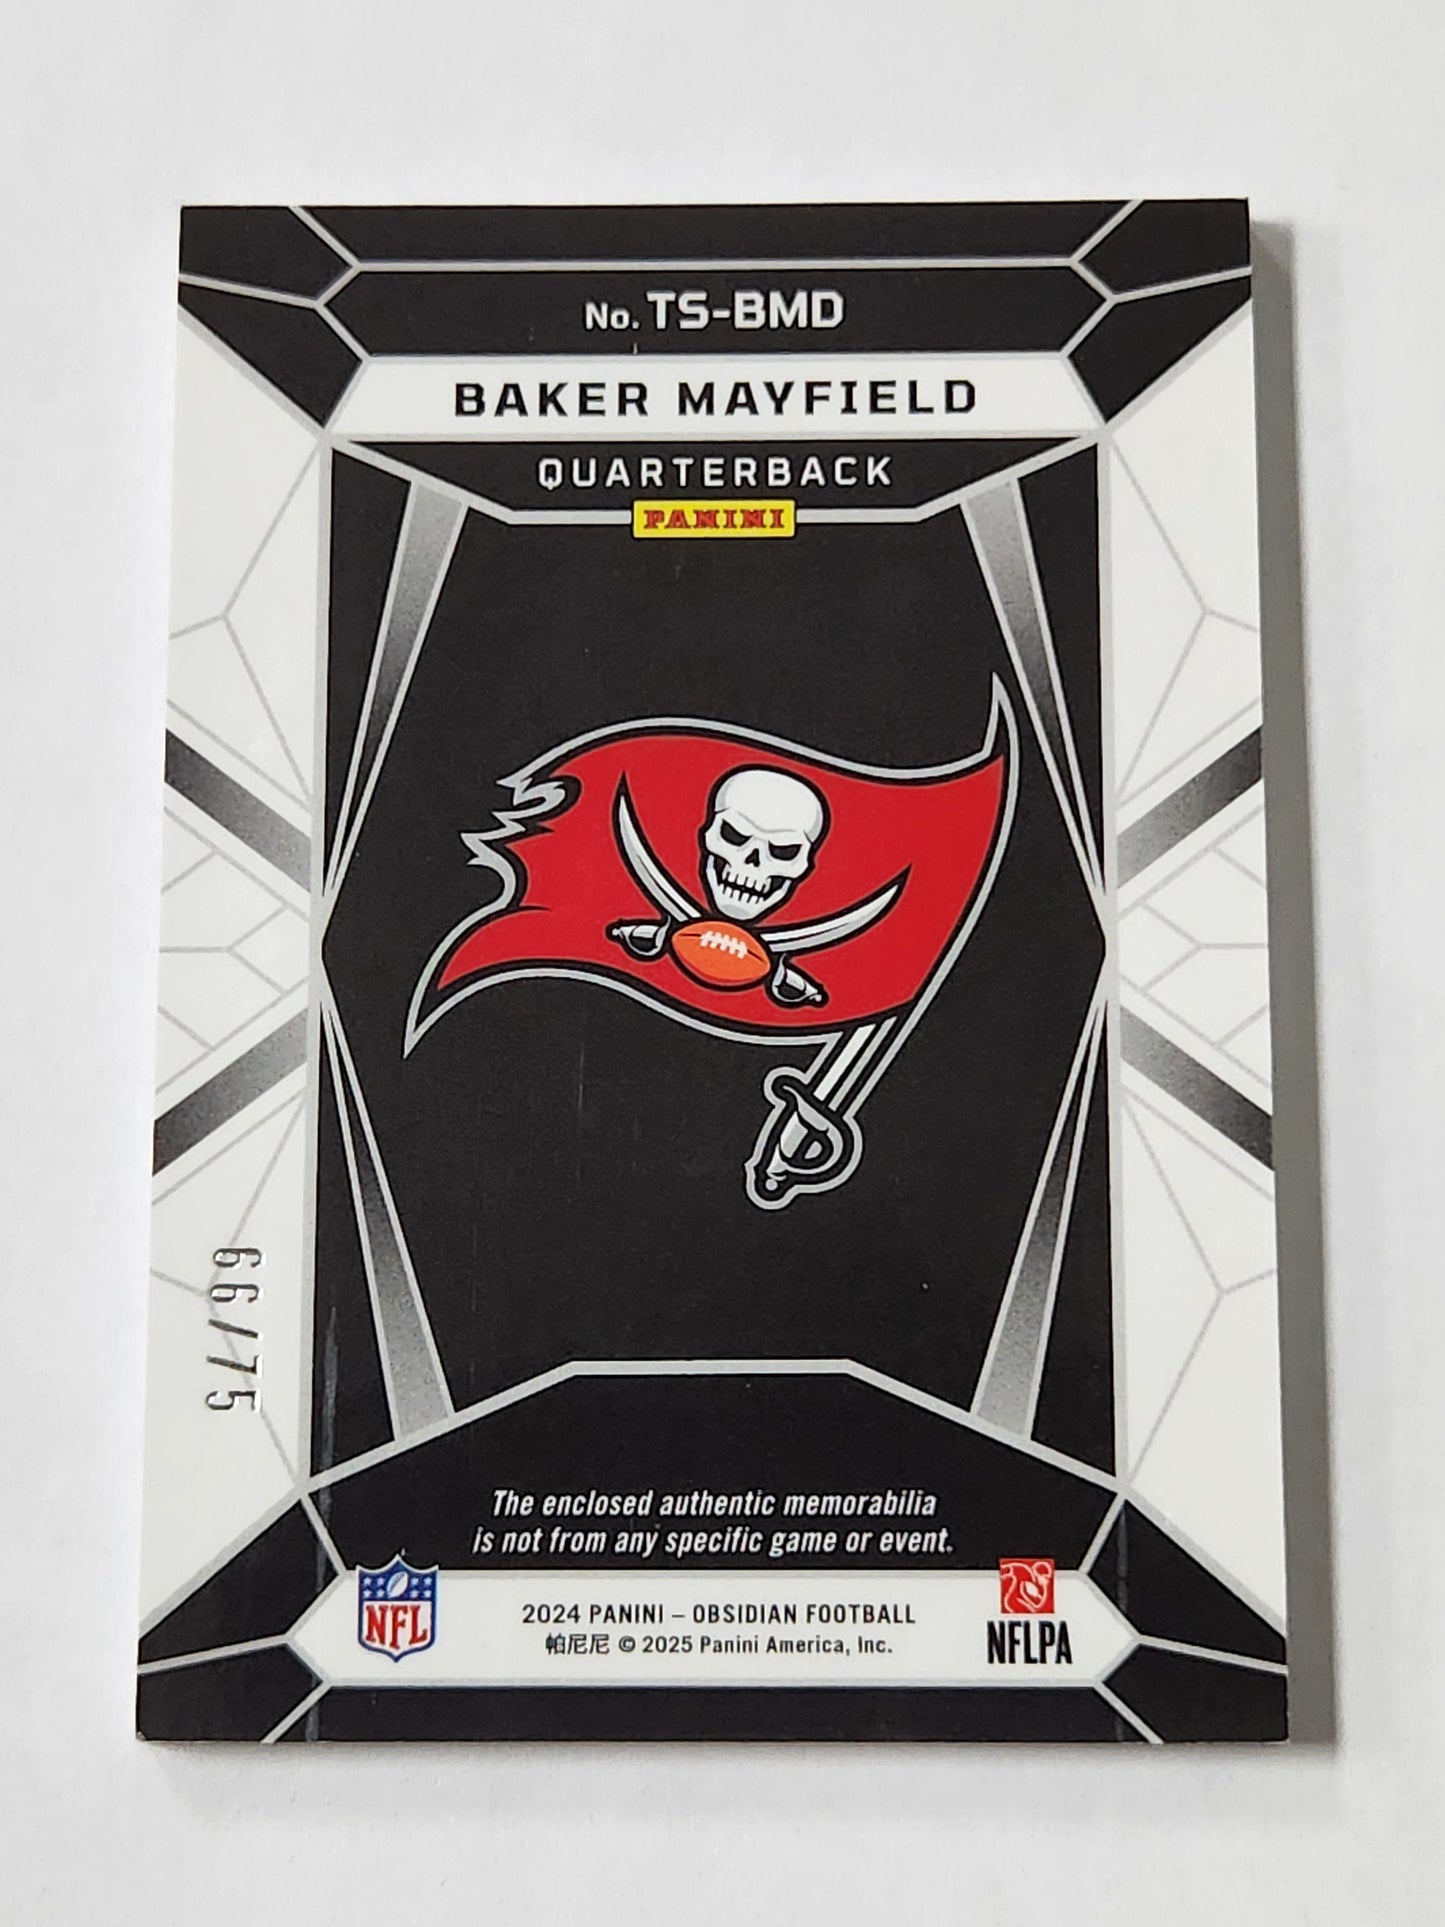 No. TS-BMD
BAKER MAYFIELD
QUARTERBACK
PANINI
66/75
The enclosed authentic memorabilia
is not from any specific game or event.
NFL
2024 PANINI – OBSIDIAN FOOTBALL
帕尼尼 © 2025 Panini America, Inc.
NFLPA